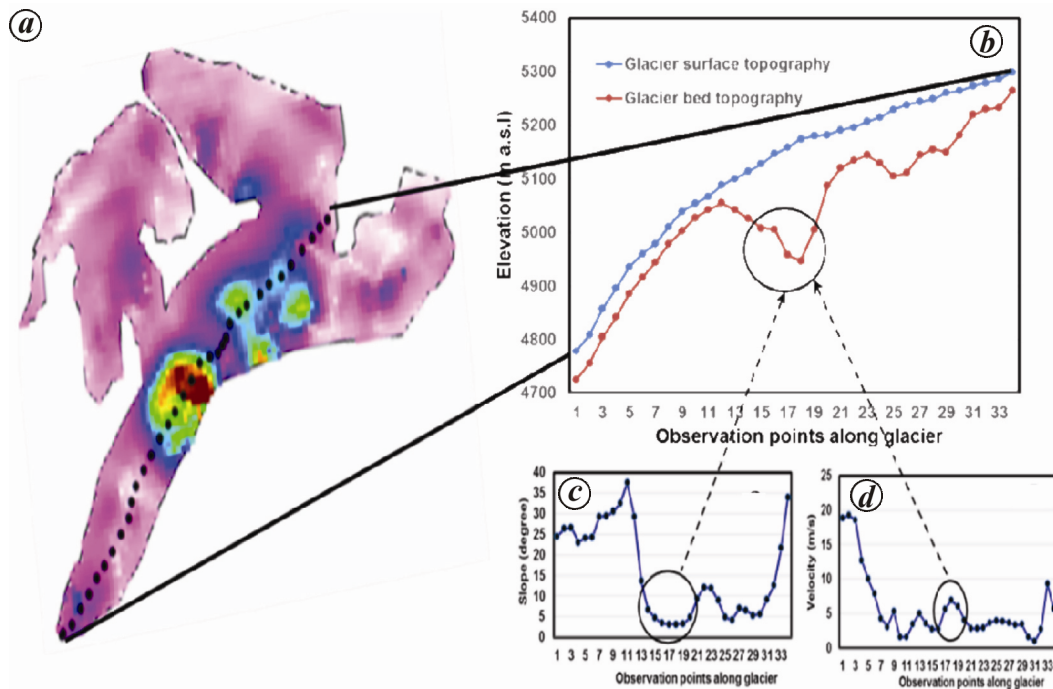 a
b
Glacier surface topography
Glacier bed topography
Elevation (m a.s.l)
5400
5300
5200
5100
5000
4900
4800
4700
1 3 5 7 9 11 13 15 17 19 21 23 25 27 29 31 33
Observation points along glacier
c
Slope (degree)
40
35
30
25
20
15
10
5
0
1 3 5 7 9 11 13 15 17 19 21 23 25 27 29 31 33
Observation points along glacier
d
Velocity (m/s)
25
20
15
10
5
0
1 3 5 7 9 11 13 15 17 19 21 23 25 27 29 31 33
Observation points along glacier